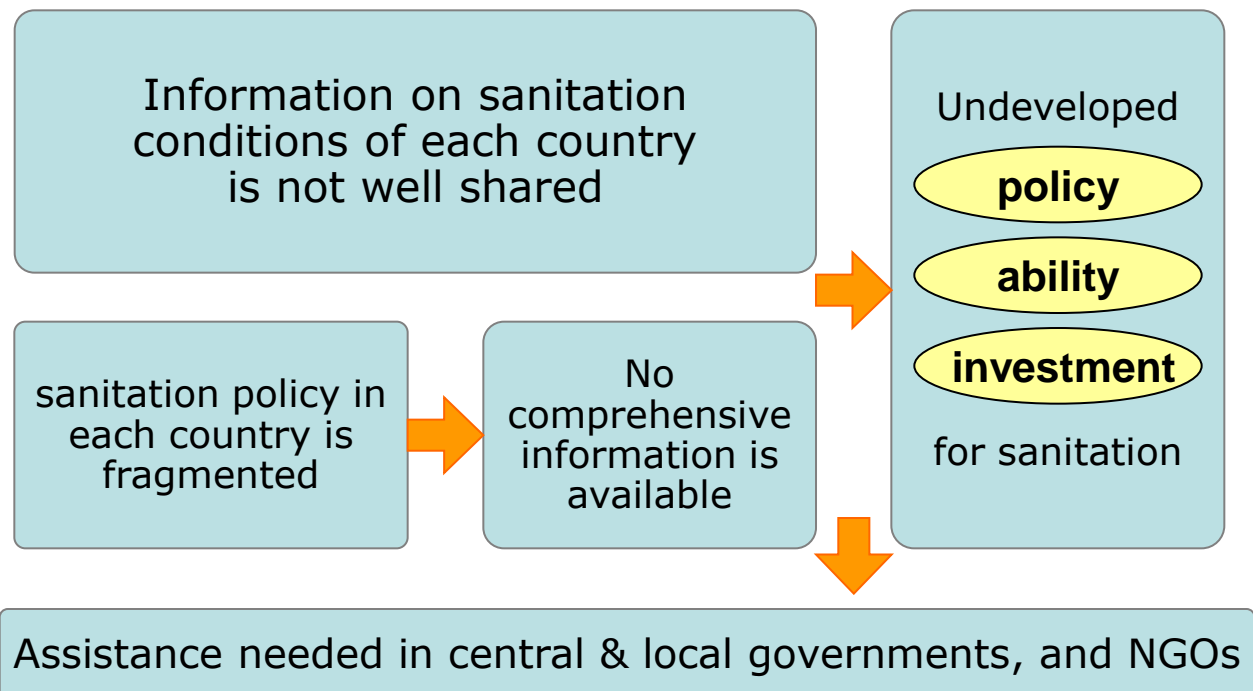 Information on sanitation
conditions of each country
is not well shared
Undeveloped
policy
ability
investment
for sanitation
sanitation policy in
each country is
fragmented
No
comprehensive
information is
available
Assistance needed in central & local governments, and NGOs